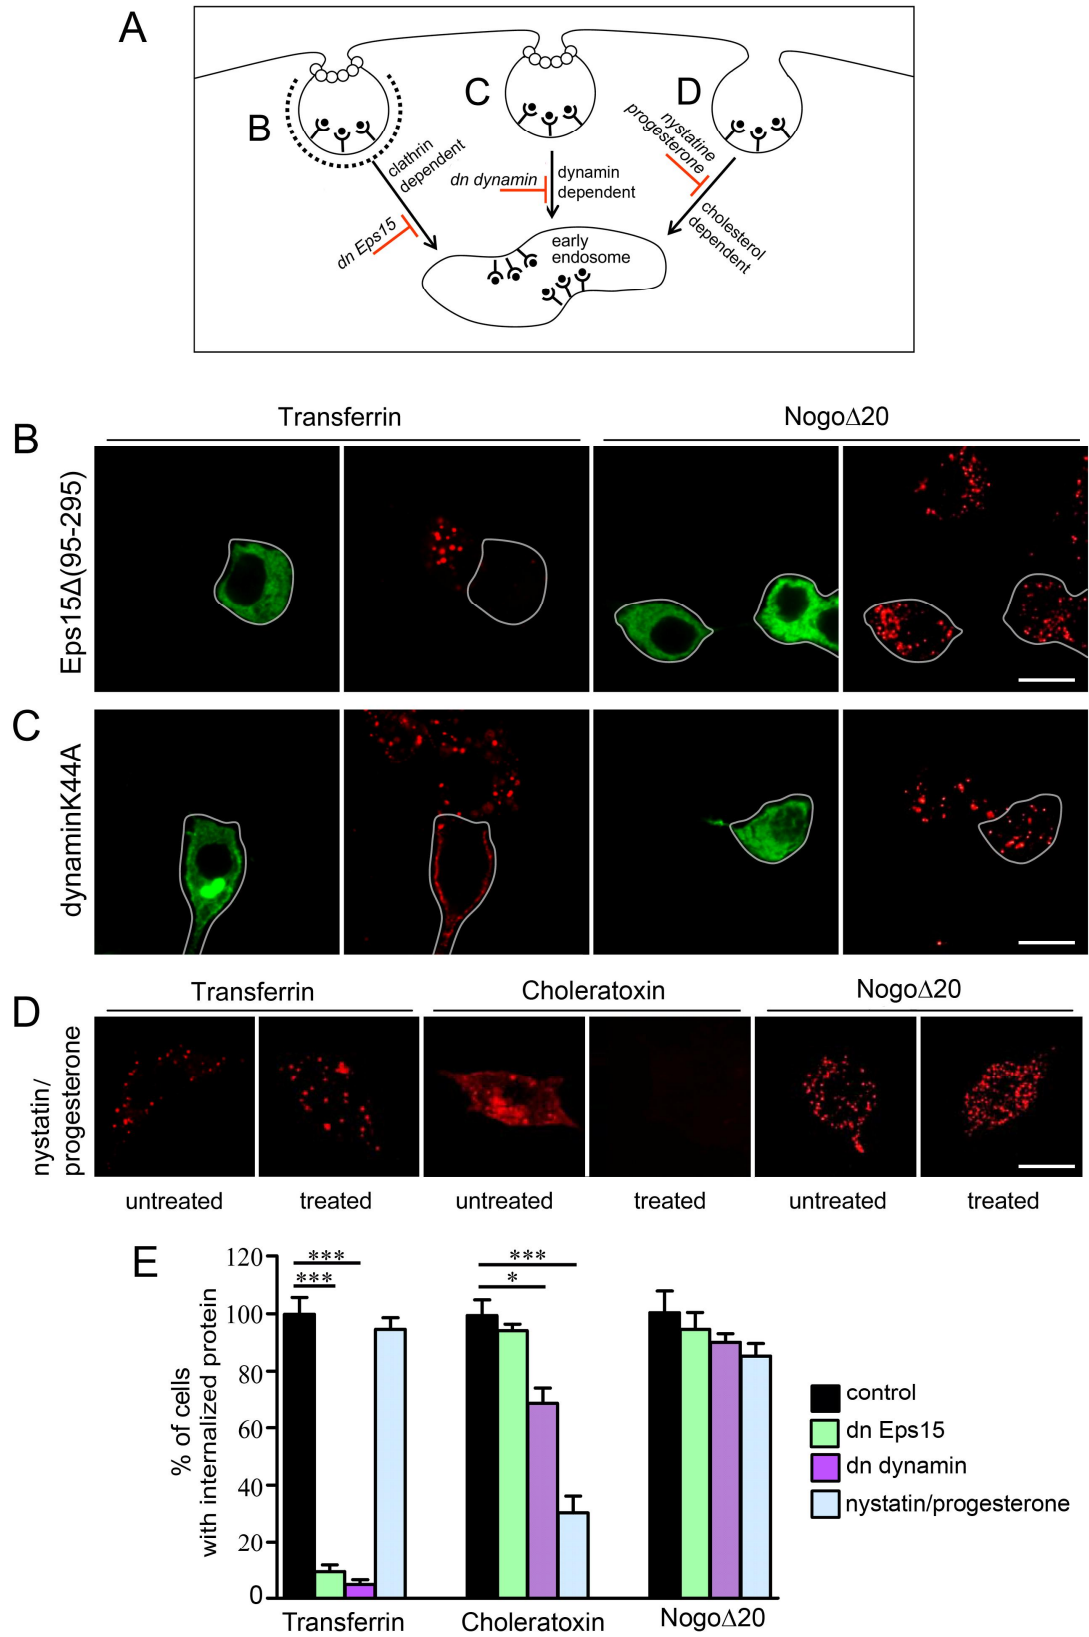 A
B
C
D
clathrin
dependent
dn Eps15
dn dynamin
dynamin
dependent
nystatine
progesterone
cholesterol
dependent
early
endosome
B
Transferrin
NogoΔ20
Eps15Δ(95-295)
C
dynaminK44A
D
Transferrin
Choleratoxin
NogoΔ20
nystatin/
progesterone
untreated
treated
untreated
treated
untreated
treated
E
% of cells
with internalized protein
120
100
80
60
40
20
0
***
***
***
*
Transferrin
Choleratoxin
NogoΔ20
control
dn Eps15
dn dynamin
nystatin/progesterone